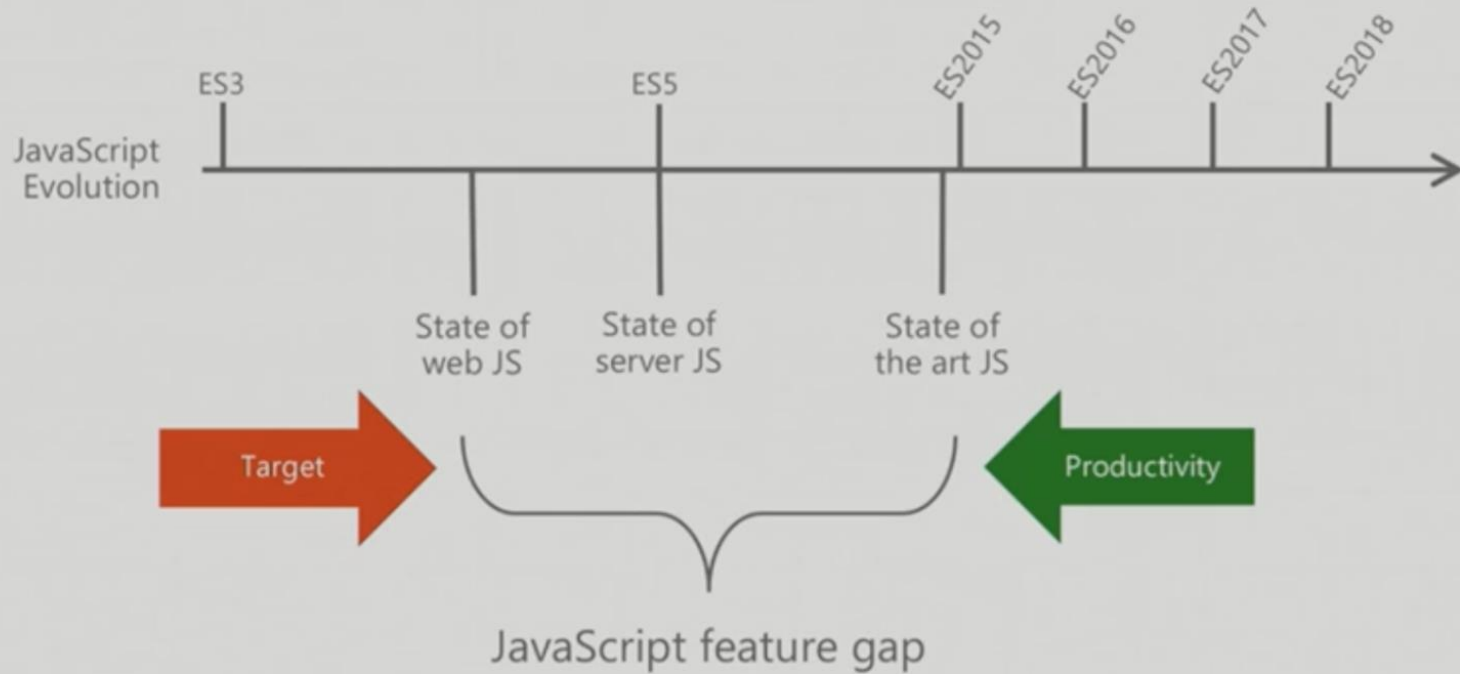 ES3
ES5
ES2015
ES2016
ES2017
ES2018
JavaScript
Evolution
State of
web JS
State of
server JS
State of
the art JS
Target
Productivity
JavaScript feature gap